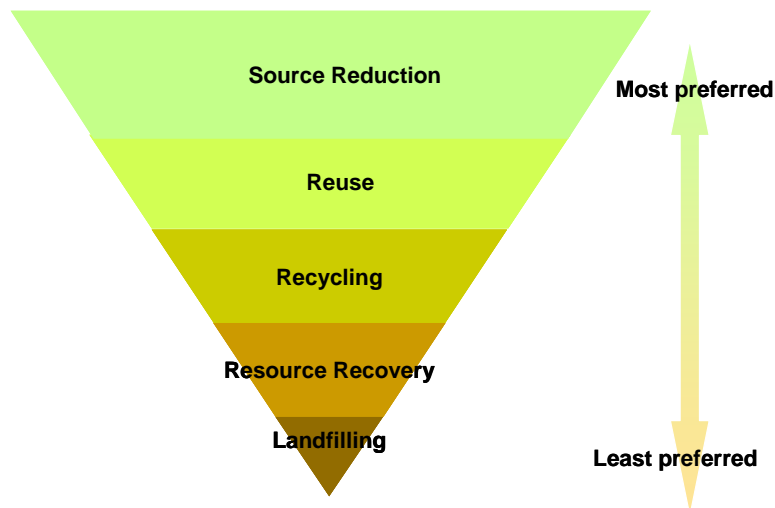 Source Reduction
Most preferred
Reuse
Recycling
Resource Recovery
Landfilling
Least preferred